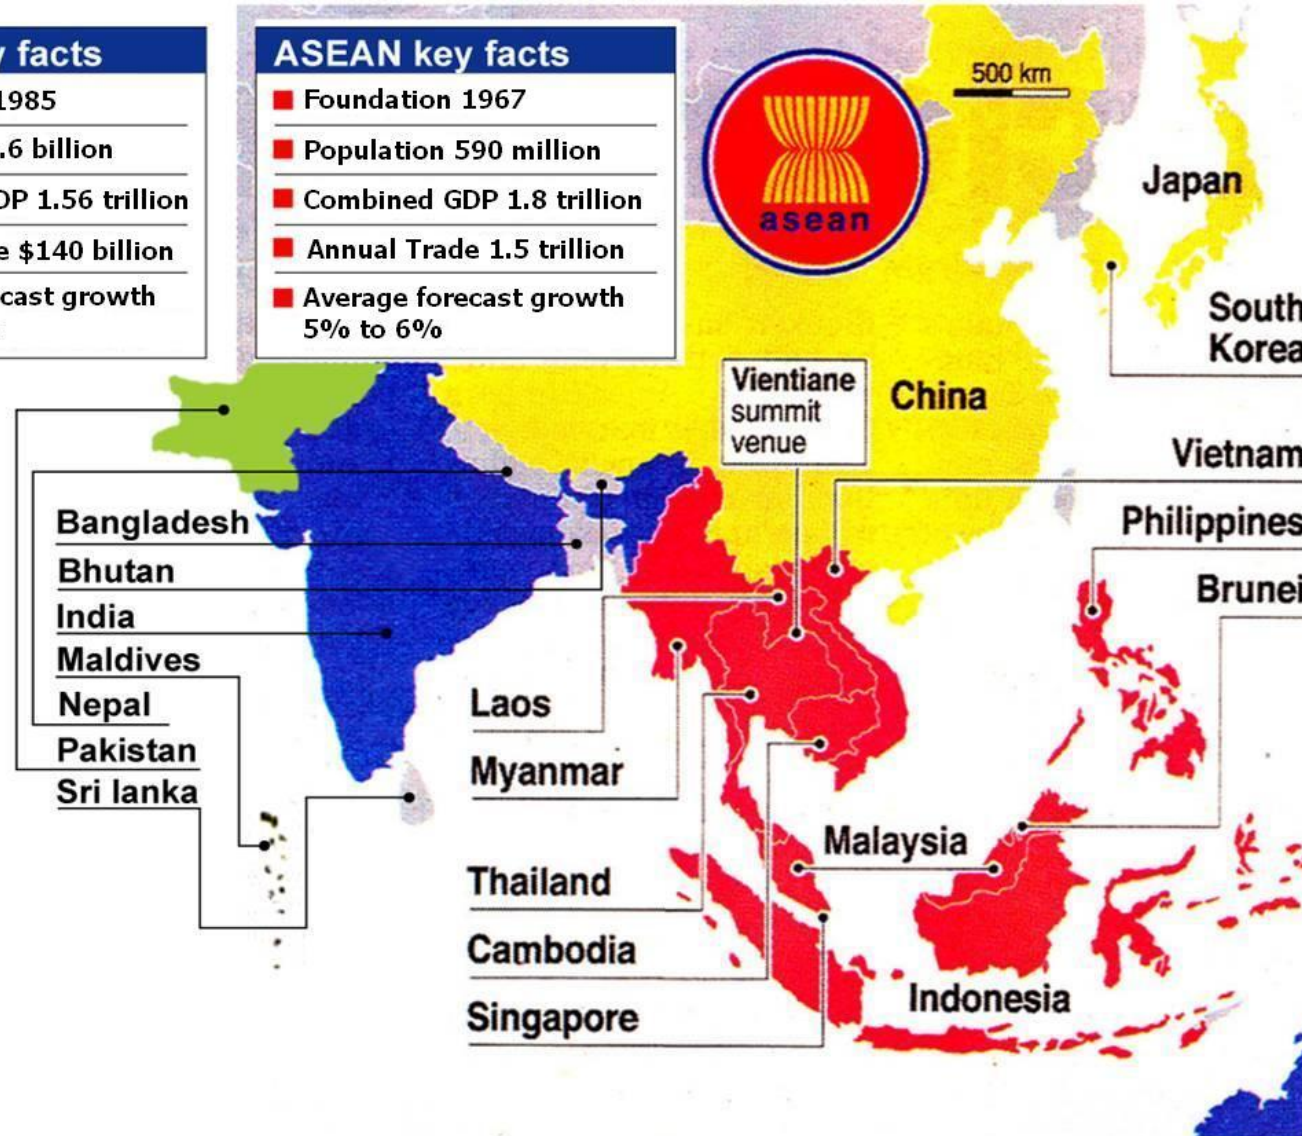 facts
1985
.6 billion
DP 1.56 trillion
e $140 billion
cast growth
ASEAN key facts
Foundation 1967
Population 590 million
Combined GDP 1.8 trillion
Annual Trade 1.5 trillion
Average forecast growth
5% to 6%
asean
500 km
Japan
South
Korea
China
Vientiane
summit
venue
Vietnam
Philippines
Brunei
Bangladesh
Bhutan
India
Maldives
Nepal
Pakistan
Sri lanka
Laos
Myanmar
Thailand
Cambodia
Singapore
Malaysia
Indonesia